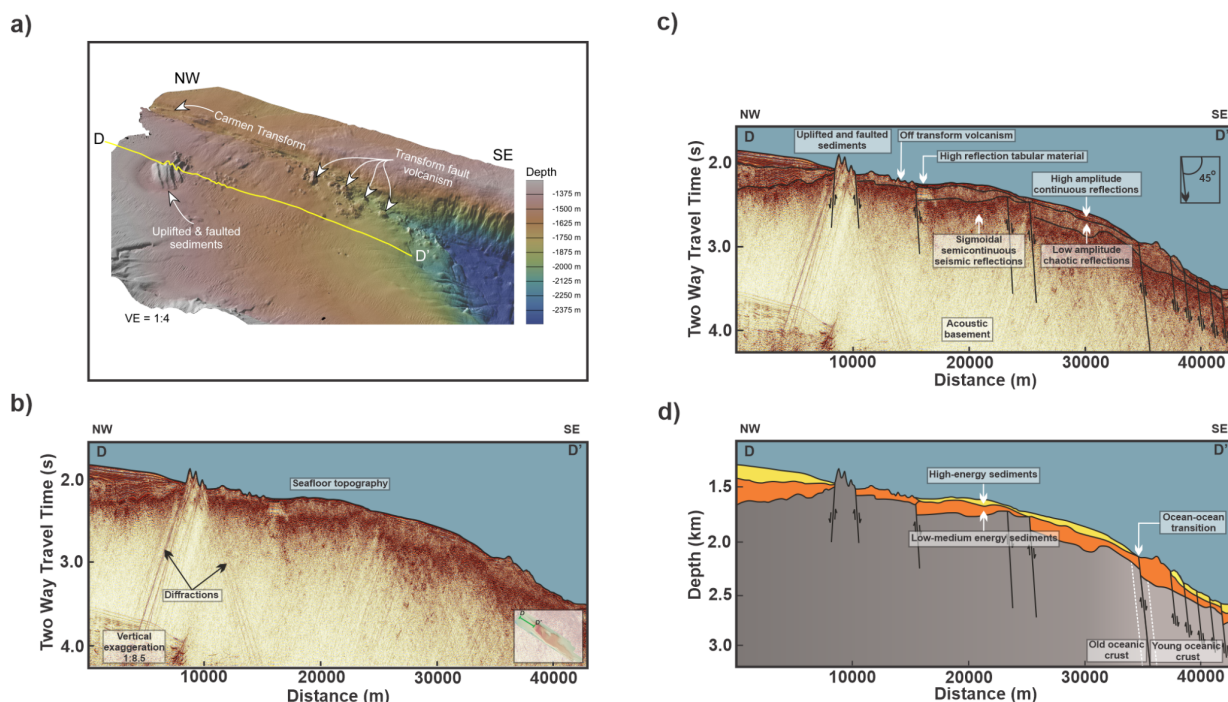 a)
NW
D
Carmen Transform
SE
Transform fault
volcanism
Depth
-1375 m
-1500 m
-1625 m
-1750 m
-1875 m
-2000 m
-2125 m
-2250 m
-2375 m
Uplifted & faulted
sediments
D'
VE = 1:4
b)
NW
SE
D
D'
Two Way Travel Time (s)
2.0
3.0
4.0
Seafloor topography
Diffractions
Vertical
exaggeration
1:8.5
10000
20000
30000
40000
Distance (m)
c)
NW
SE
D
D'
Two Way Travel Time (s)
2.0
3.0
4.0
Uplifted and faulted
sediments
Off transform volcanism
High reflection tabular material
High amplitude
continuous reflections
45°
Sigmoidal
semicontinuous
seismic reflections
Low amplitude
chaotic reflections
Acoustic
basement
10000
20000
30000
40000
Distance (m)
d)
NW
SE
D
D'
Depth (km)
1.5
2.0
2.5
3.0
High-energy sediments
Low-medium energy sediments
Ocean-ocean
transition
Old oceanic
crust
Young oceanic
crust
10000
20000
30000
40000
Distance (m)